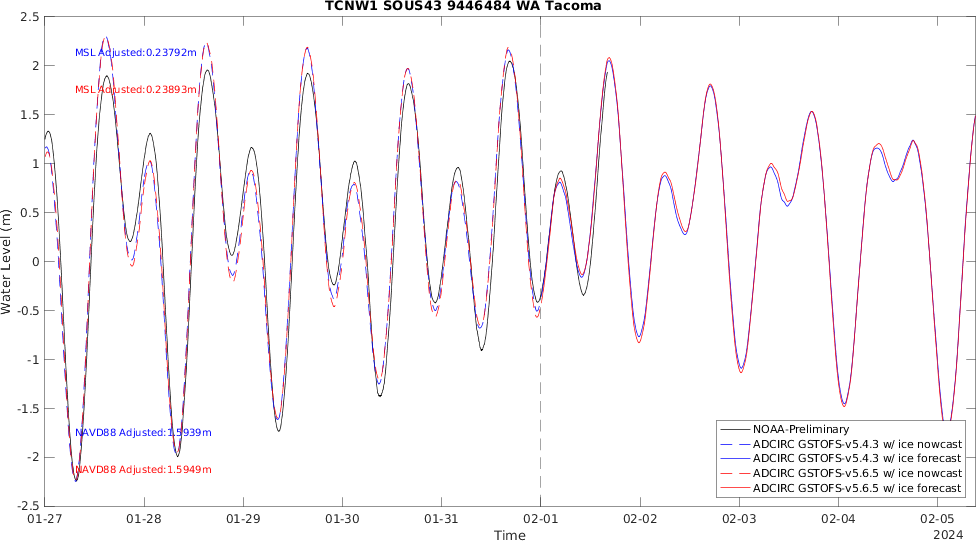 TCNW1 SOUS43 9446484 WA Tacoma
2.5
2
1.5
1
0.5
0
-0.5
-1
-1.5
-2
-2.5
Water Level (m)
MSL Adjusted:0.23792m
MSL Adjusted:0.23893m
NAVD88 Adjusted:1.5939m
NAVD88 Adjusted:1.5949m
NOAA-Preliminary
ADCIRC GSTOFS-v5.4.3 w/ ice nowcast
ADCIRC GSTOFS-v5.4.3 w/ ice forecast
ADCIRC GSTOFS-v5.6.5 w/ ice nowcast
ADCIRC GSTOFS-v5.6.5 w/ ice forecast
01-27 01-28 01-29 01-30 01-31 02-01 02-02 02-03 02-04 02-05
Time
2024